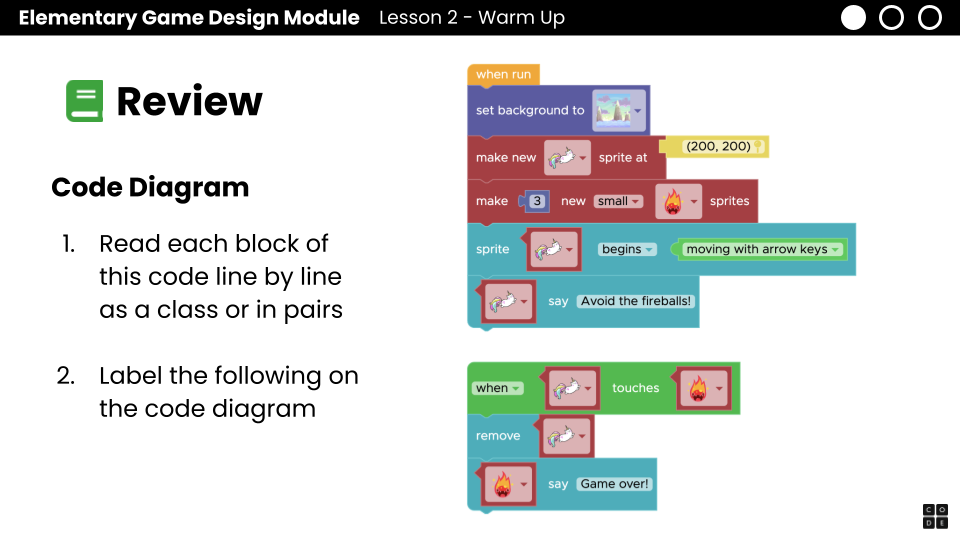 Elementary Game Design Module Lesson 2 - Warm Up
Review
Code Diagram
1. Read each block of
this code line by line
as a class or in pairs
2. Label the following on
the code diagram
when run
set background to
make new sprite at (200, 200)
make 3 new small sprites
sprite begins moving with arrow keys
say Avoid the fireballs!
when touches
remove
say Game over!
C O
D E